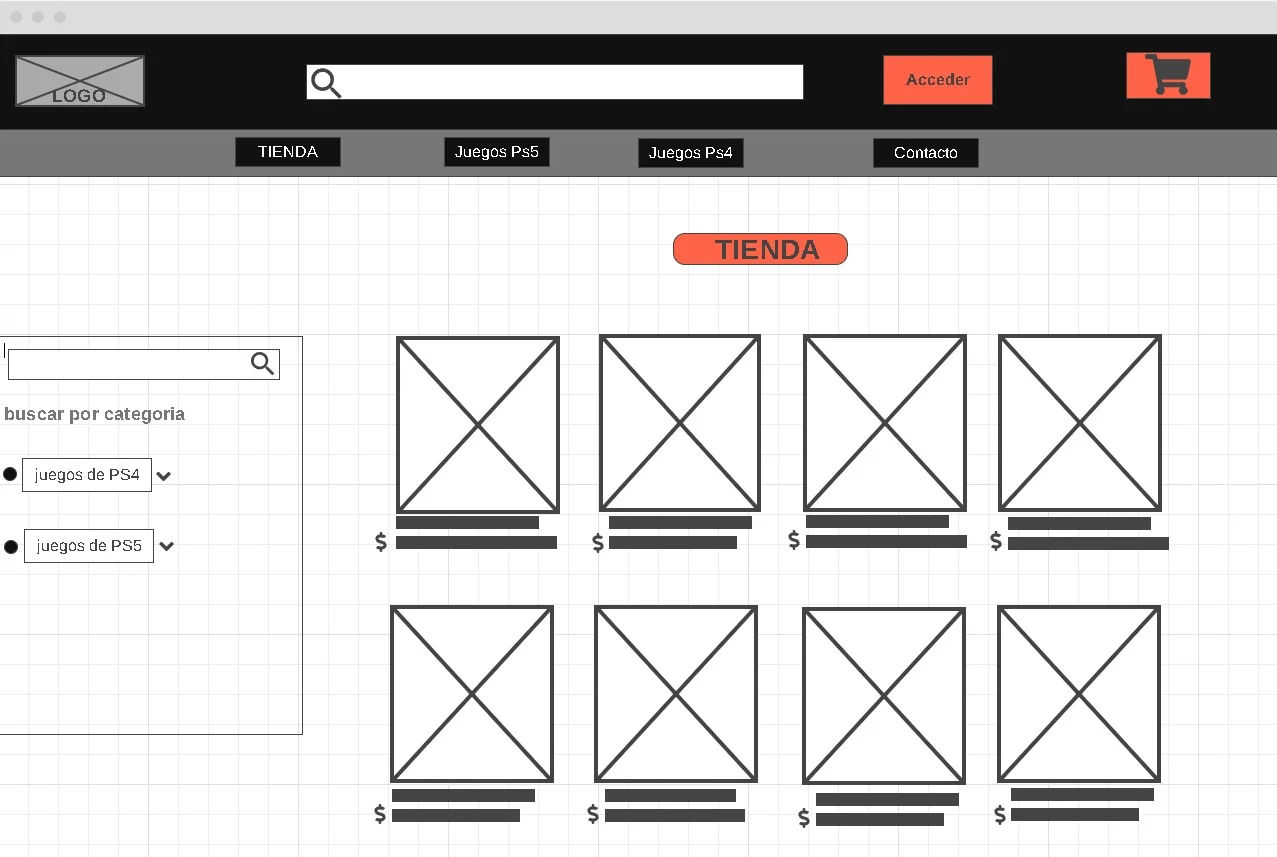 LOGO
Acceder
TIENDA
Juegos Ps5
Juegos Ps4
Contacto
TIENDA
buscar por categoria
juegos de PS4
juegos de PS5
$
$
$
$
$
$
$
$